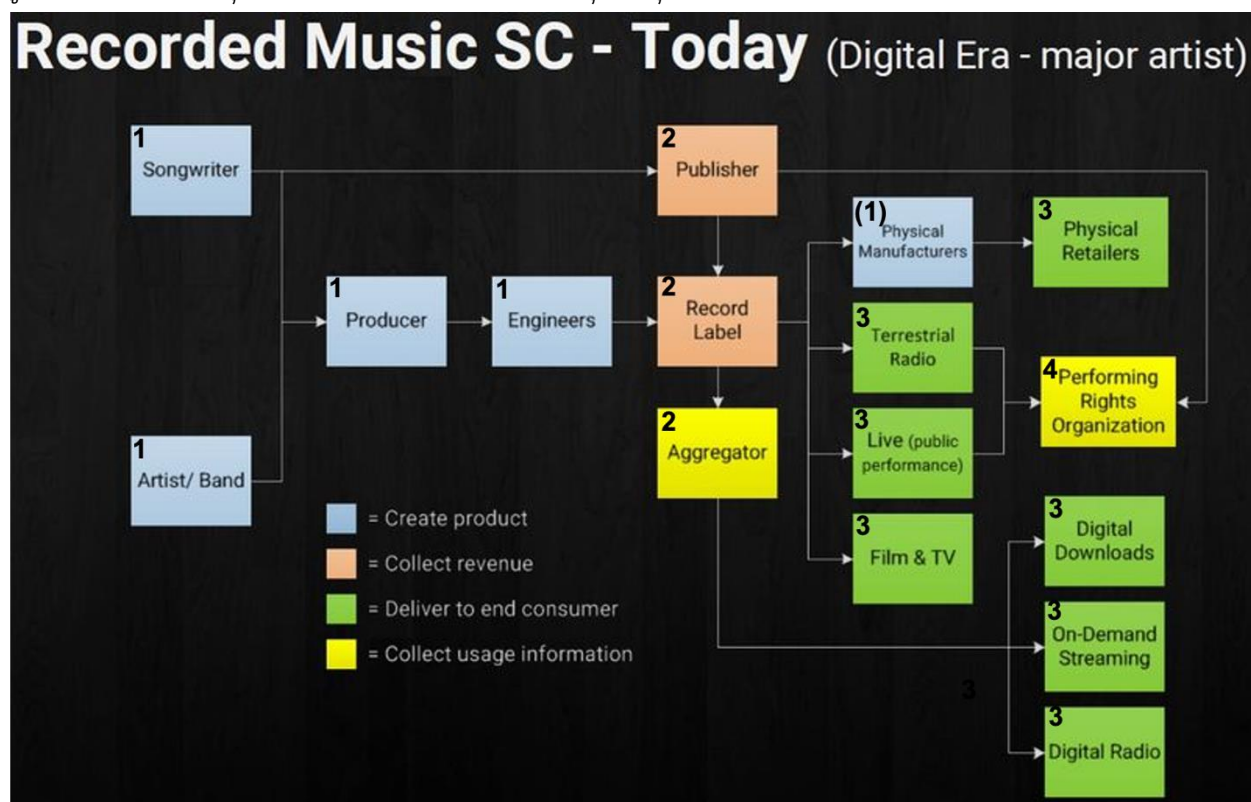 Recorded Music SC - Today (Digital Era - major artist)
1
Songwriter
2
Publisher
(1)
Physical
Manufacturers
3
Physical
Retailers
1
Producer
1
Engineers
2
Record
Label
3
Terrestrial
Radio
4
Performing
Rights
Organization
1
Artist/ Band
2
Aggregator
3
Live (public
performance)
= Create product
= Collect revenue
= Deliver to end consumer
= Collect usage information
3
Film & TV
3
Digital
Downloads
3
On-Demand
Streaming
3
3
Digital Radio